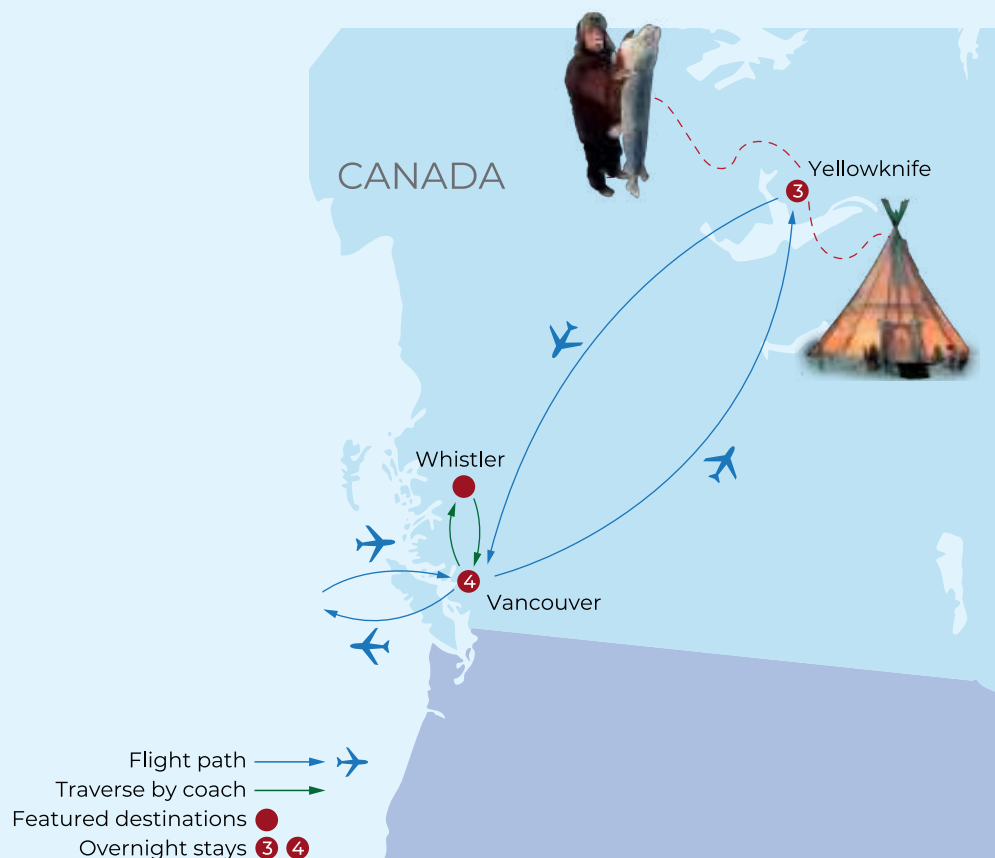 CANADA
Yellowknife
3
Whistler
4
Vancouver
Flight path
Traverse by coach
Featured destinations
Overnight stays 3 4